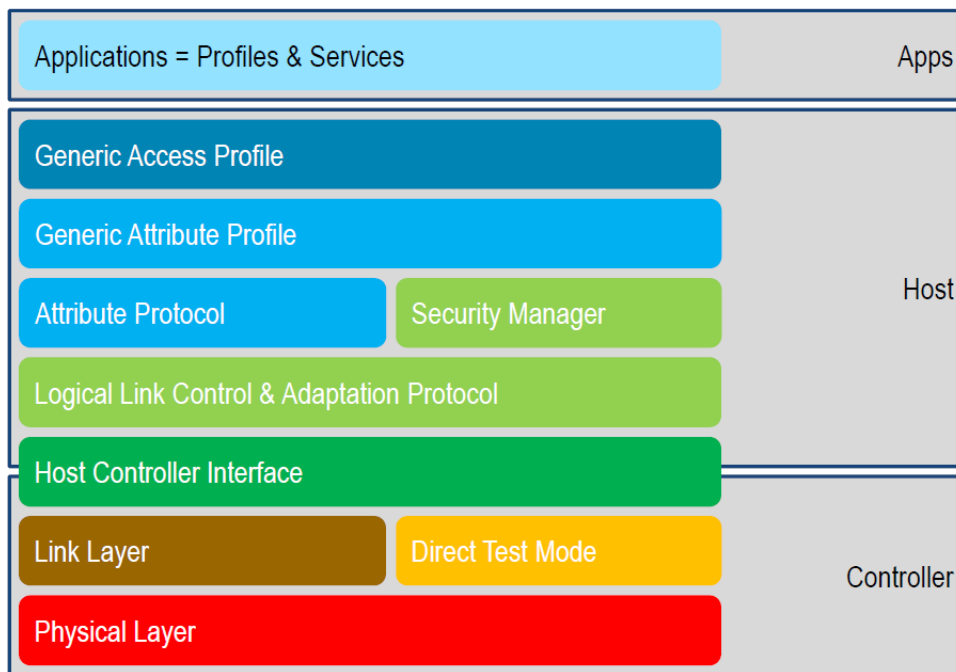 Applications = Profiles & Services
Apps
Generic Access Profile
Generic Attribute Profile
Host
Attribute Protocol
Security Manager
Logical Link Control & Adaptation Protocol
Host Controller Interface
Link Layer
Direct Test Mode
Controller
Physical Layer